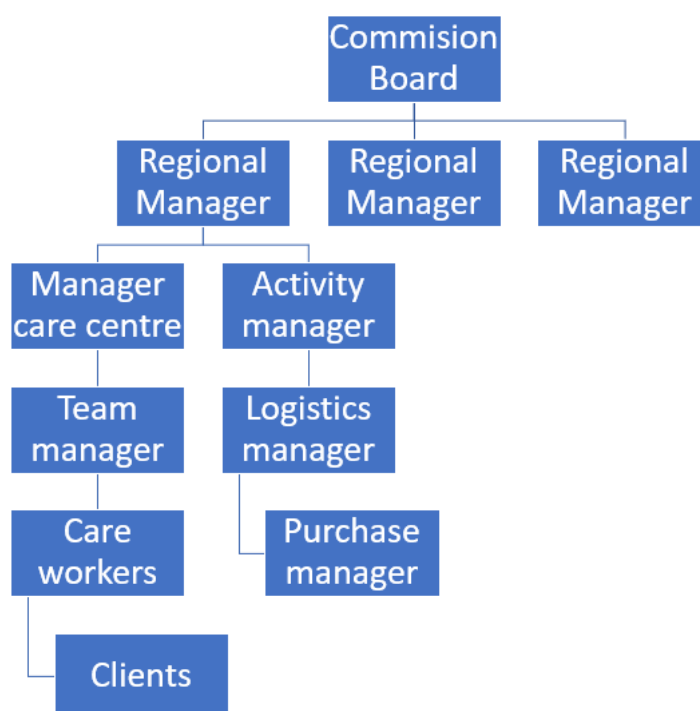 Commision
Board
Regional
Manager
Regional
Manager
Regional
Manager
Manager
care centre
Activity
manager
Team
manager
Logistics
manager
Care
workers
Purchase
manager
Clients